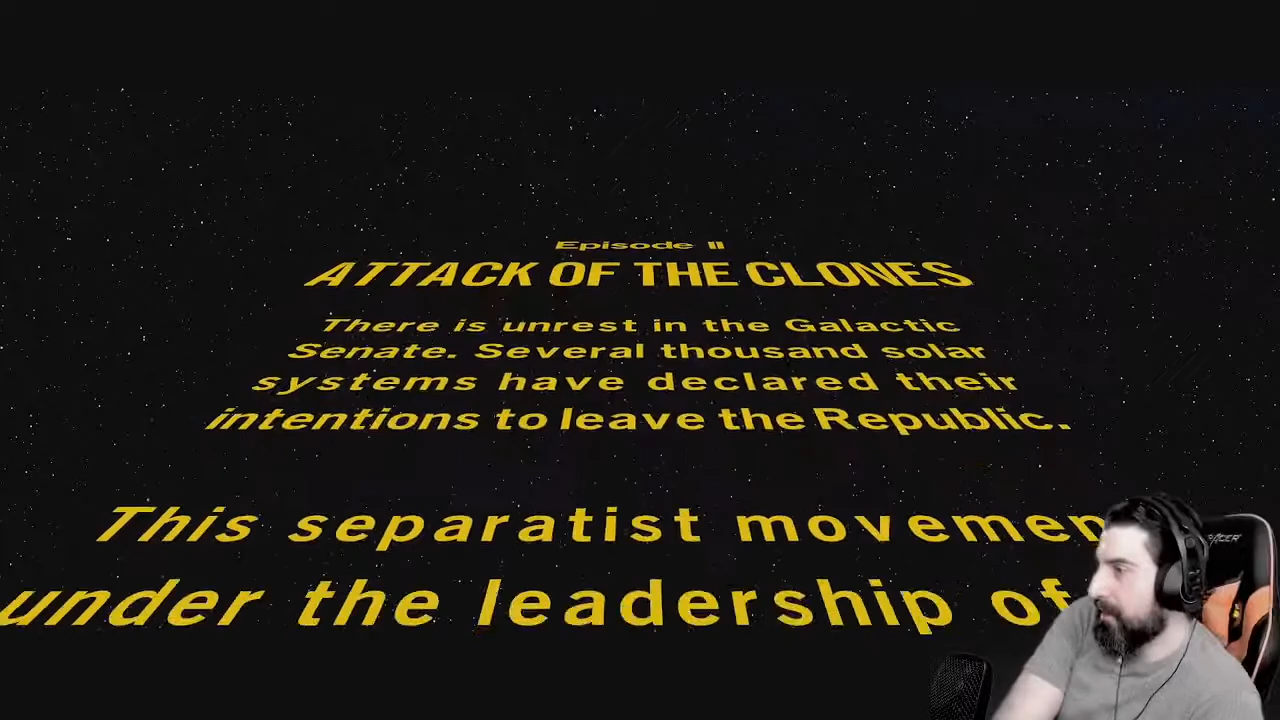 Episode II
ATTACK OF THE CLONES
There is unrest in the Galactic
Senate. Several thousand solar
systems have declared their
intentions to leave the Republic.
This separatist movemen
under the leadership of